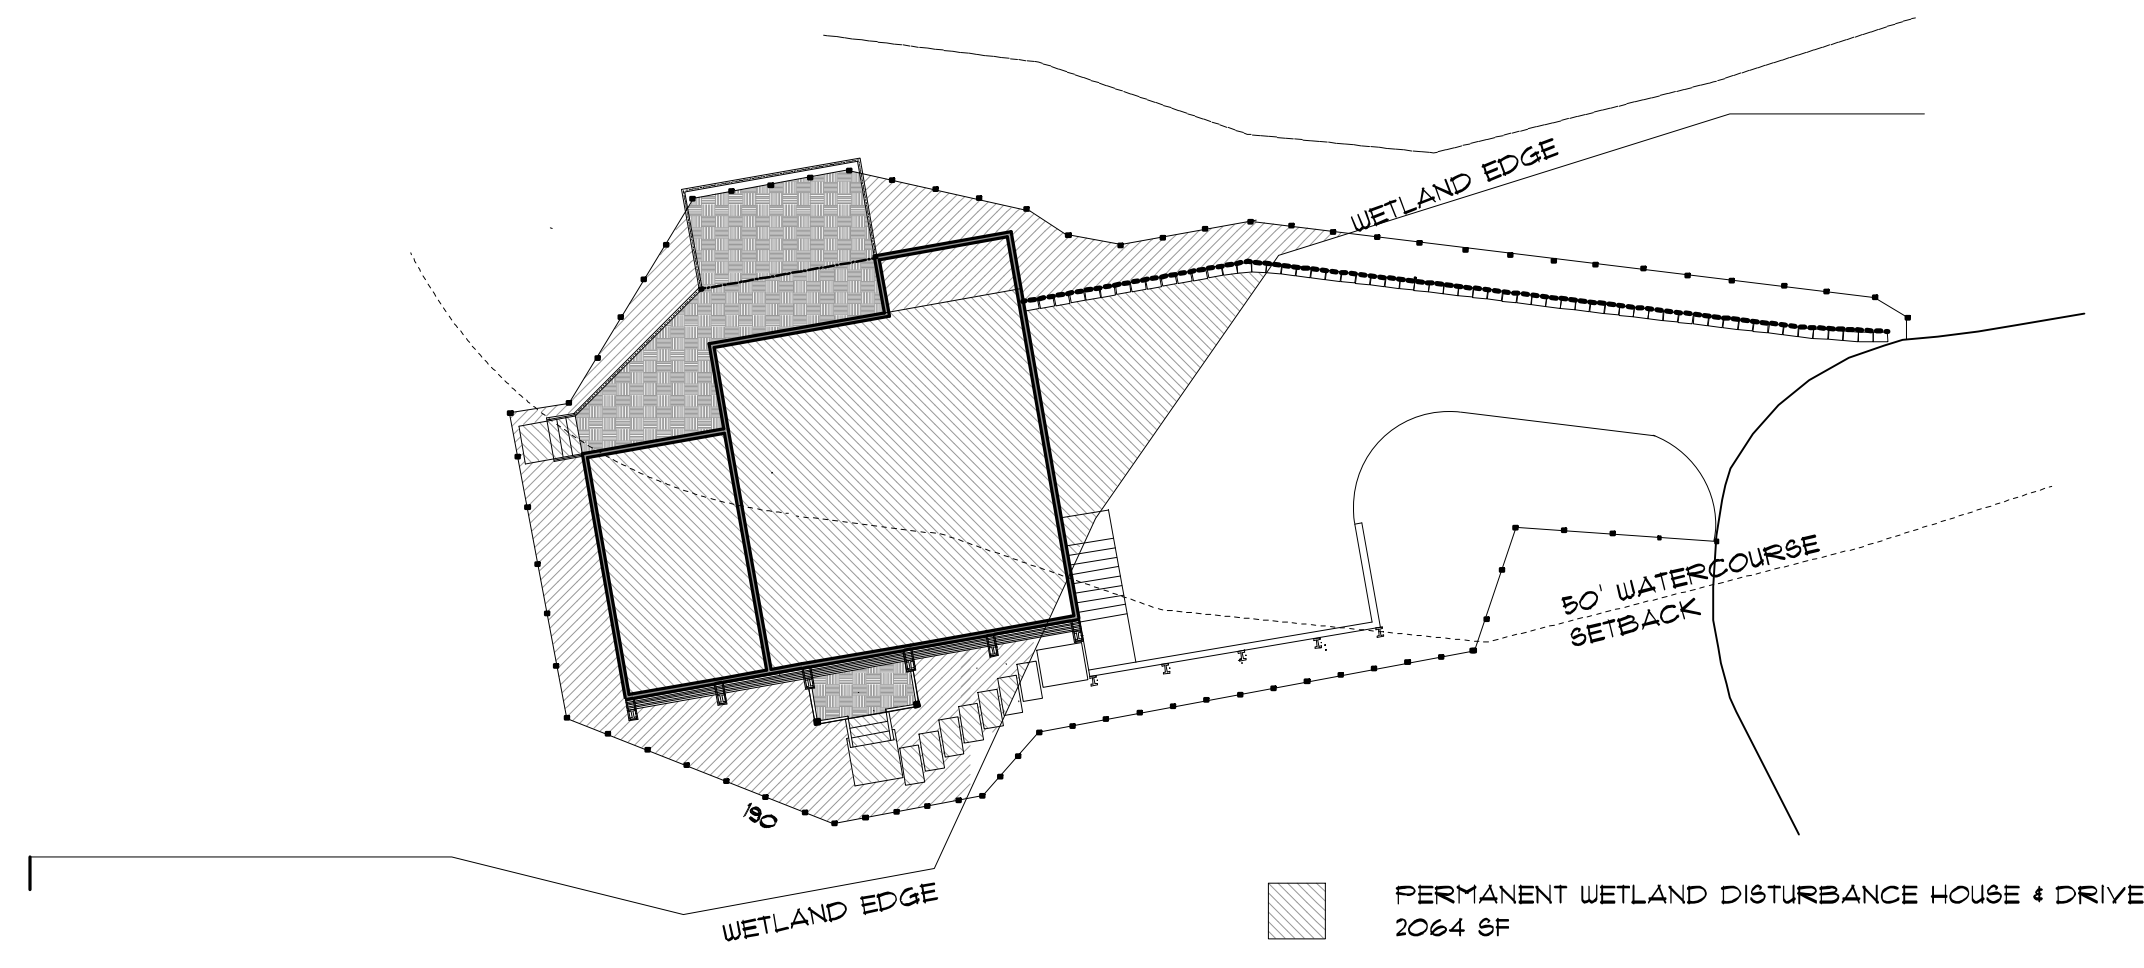 WETLAND EDGE
50' WATERCOURSE
SETBACK
190
WETLAND EDGE
PERMANENT WETLAND DISTURBANCE HOUSE & DRIVE
2064 SF